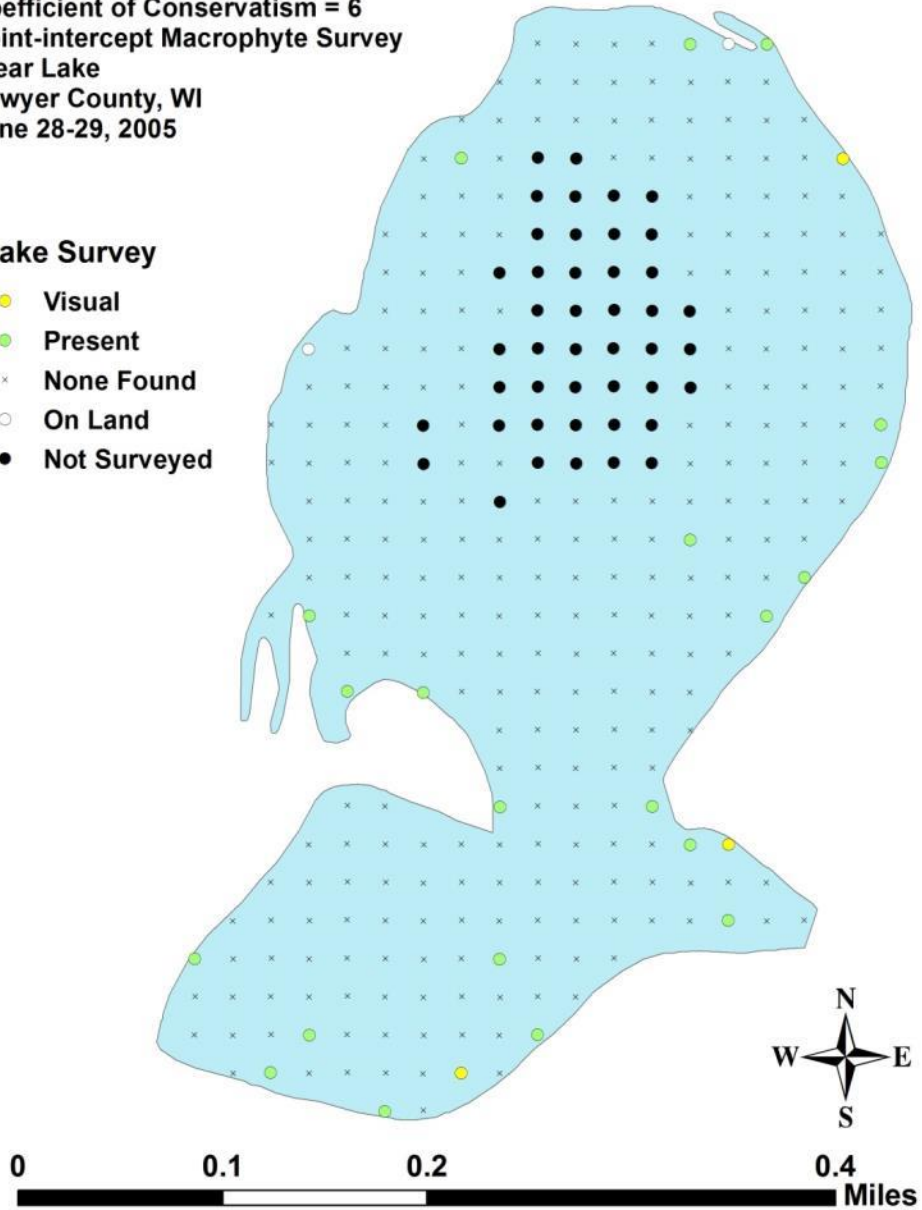 efficient of Conservatism = 6
int-intercept Macrophyte Survey
ear Lake
wyer County, WI
ne 28-29, 2005
ake Survey
Visual
Present
None Found
On Land
Not Surveyed
N
W E
S
0 0.1 0.2 0.4
Miles